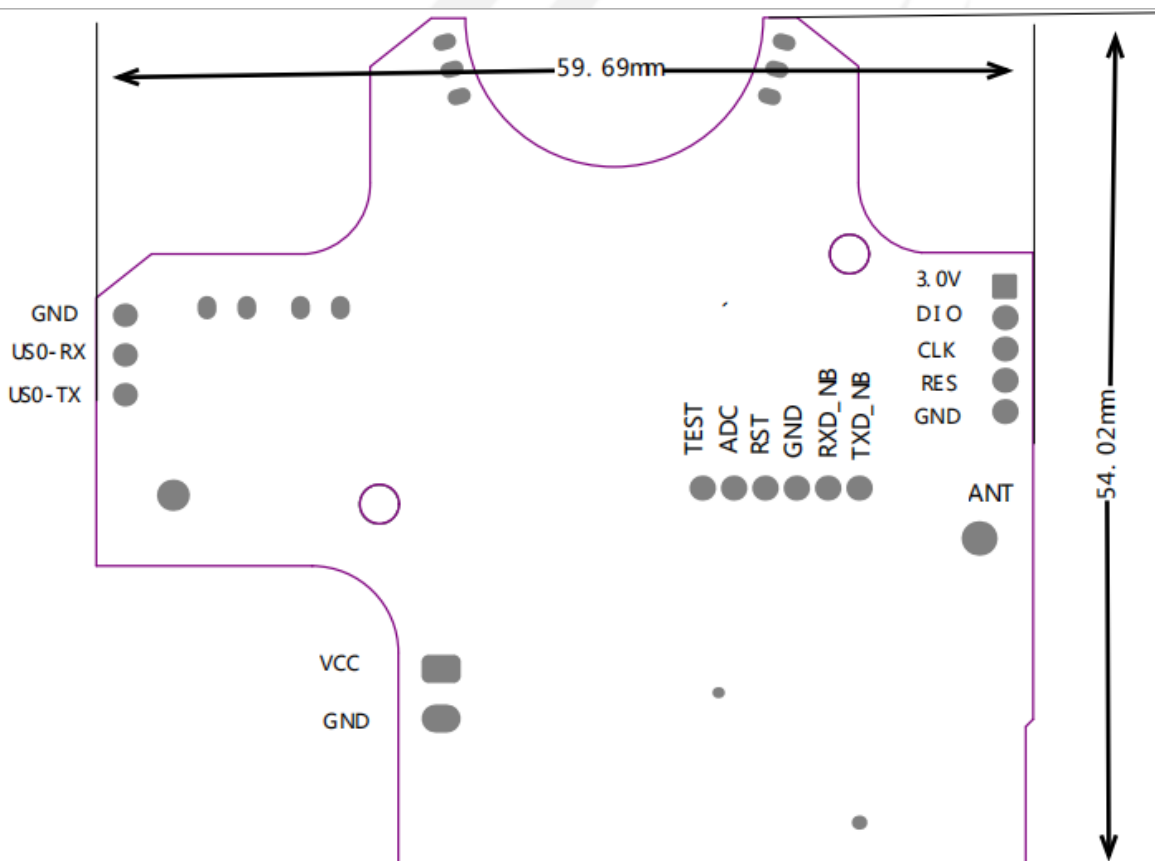 59. 69mm
3. 0V
GND
DIO
US0-RX
CLK
US0-TX
RES
GND
TEST
ADC
RST
GND
RXD_NB
TXD_NB
54. 02mm
ANT
VCC
GND